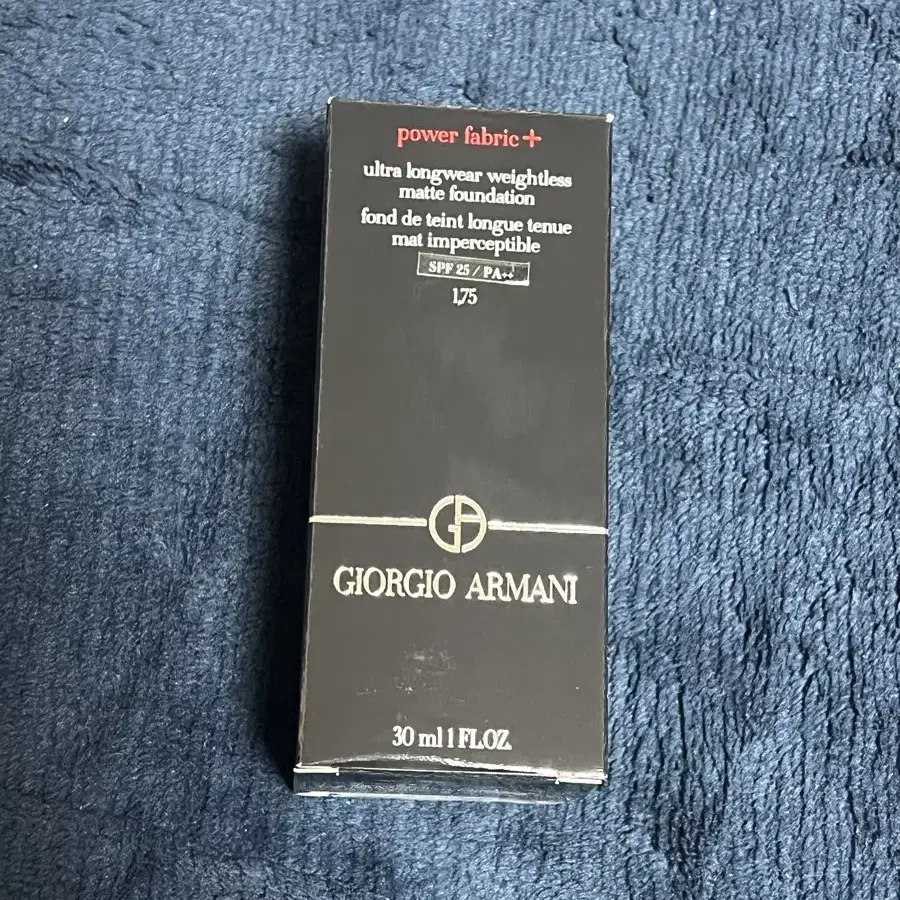 power fabric+
ultra longwear weightless
matte foundation
fond de teint longue tenue
mat imperceptible
SPF 25 / PA++
1,75
GA
GIORGIO ARMANI
30 ml 1 FL.OZ.